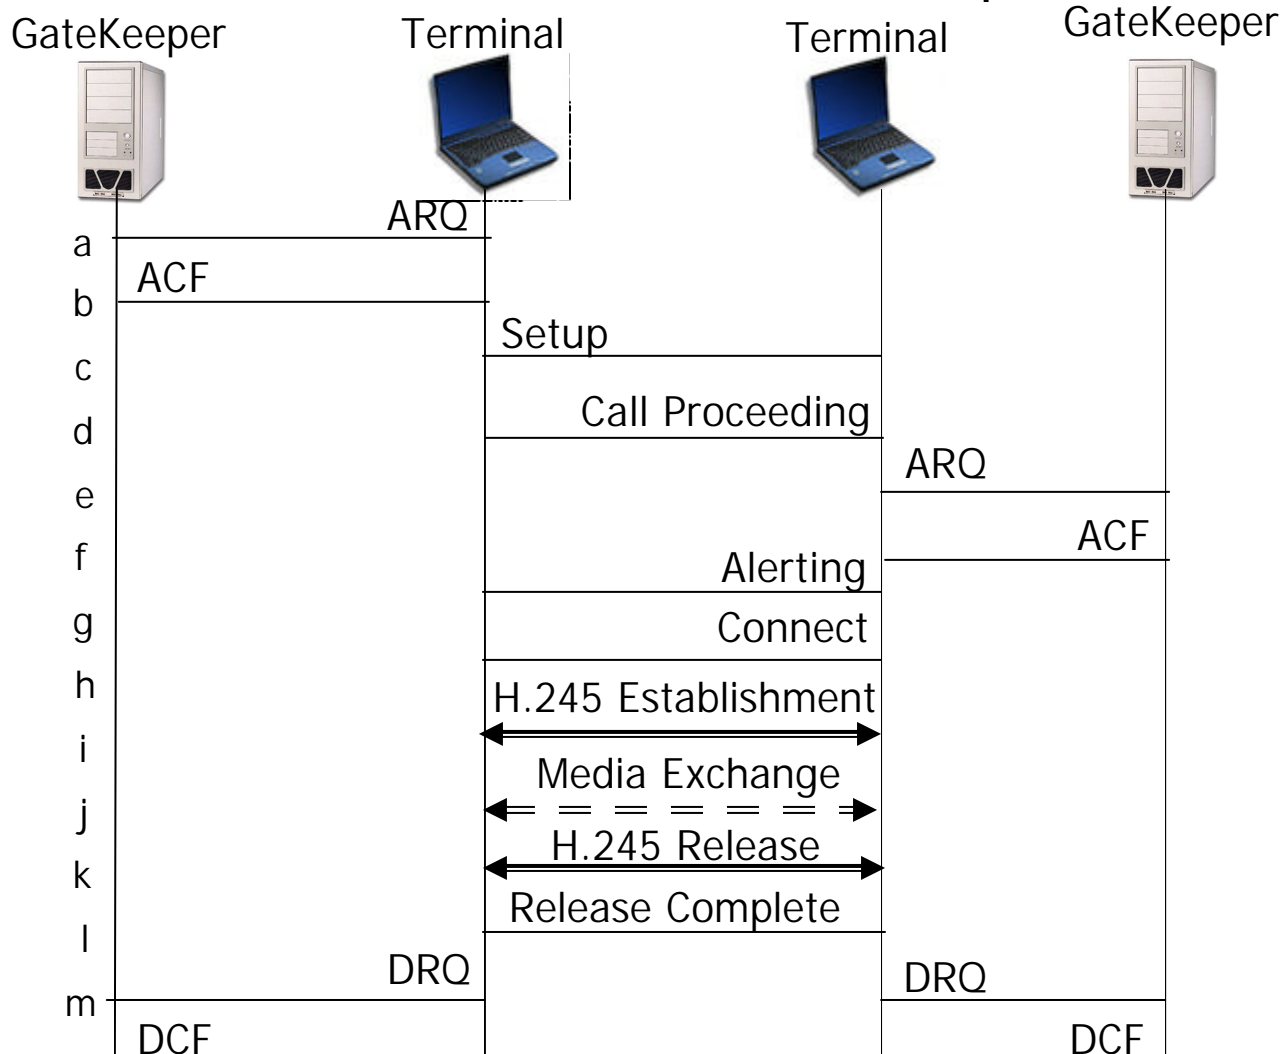 GateKeeper
Terminal
Terminal
GateKeeper
a
ARQ
b
ACF
c
Setup
d
Call Proceeding
e
ARQ
f
ACF
g
Alerting
Connect
h
H.245 Establishment
i
Media Exchange
j
H.245 Release
k
Release Complete
l
DRQ
DRQ
m
DCF
DCF